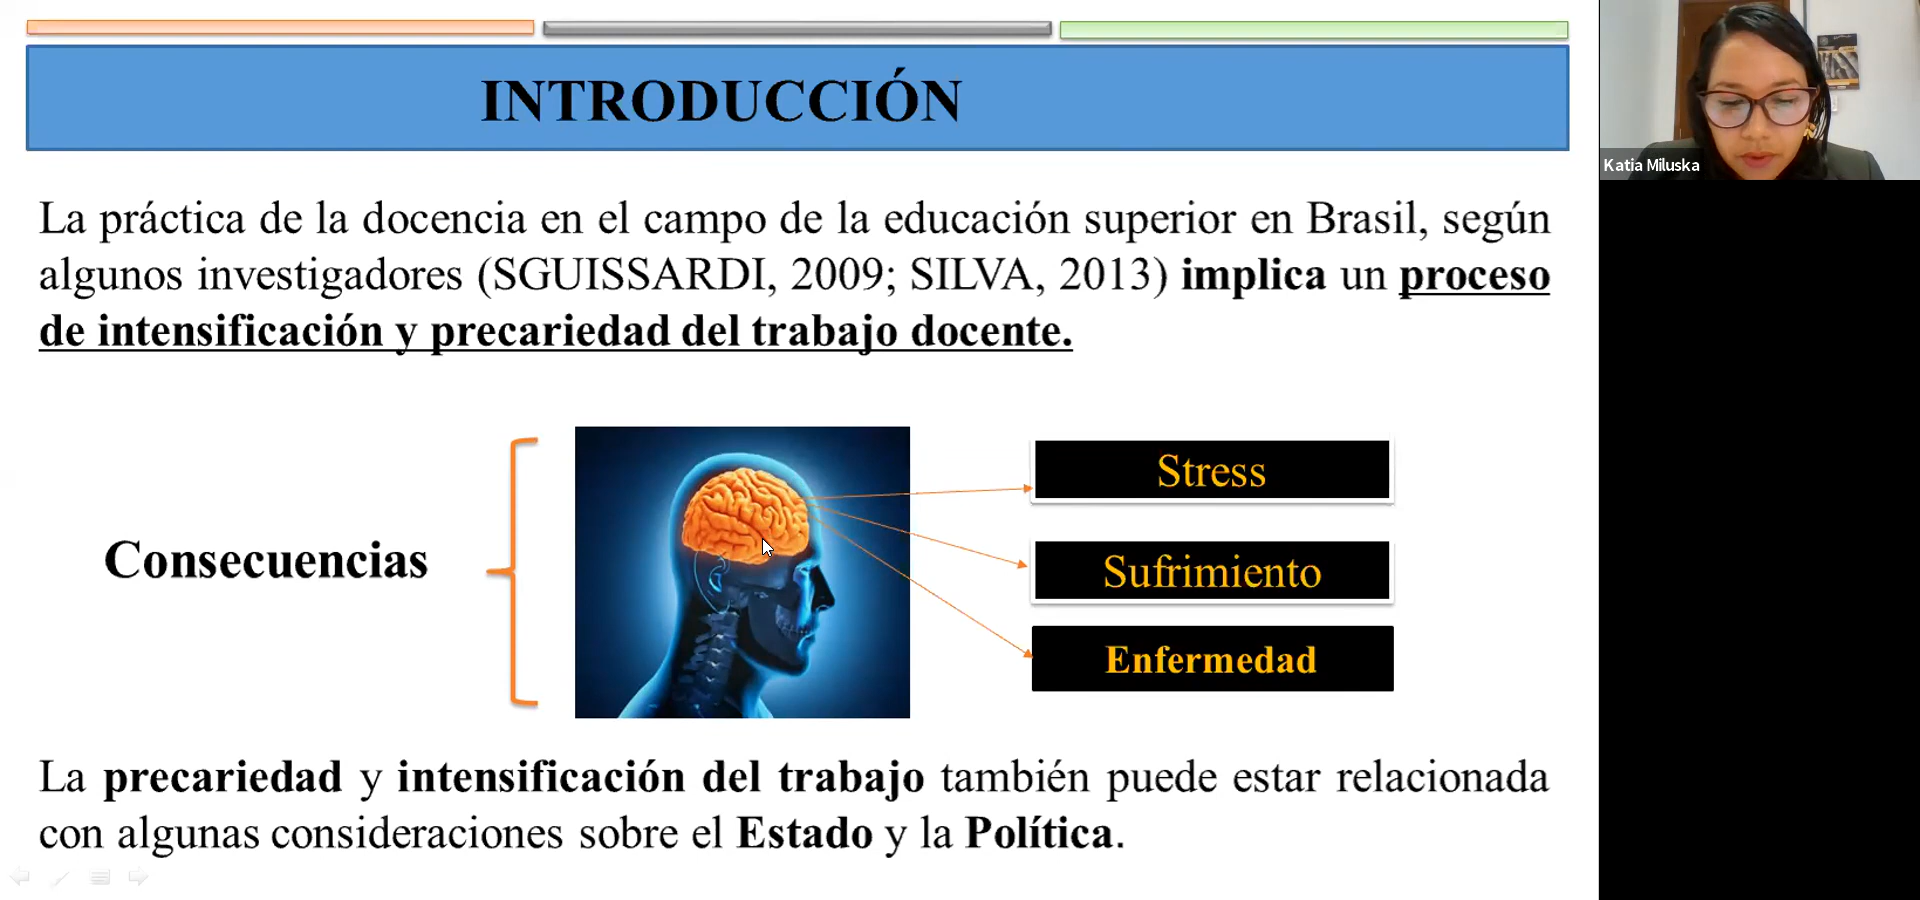 INTRODUCCIÓN
La práctica de la docencia en el campo de la educación superior en Brasil, según
algunos investigadores (SGUISSARDI, 2009; SILVA, 2013) implica un proceso
de intensificación y precariedad del trabajo docente.
Consecuencias
Stress
Sufrimiento
Enfermedad
La precariedad y intensificación del trabajo también puede estar relacionada
con algunas consideraciones sobre el Estado y la Política.
Katia Miluska